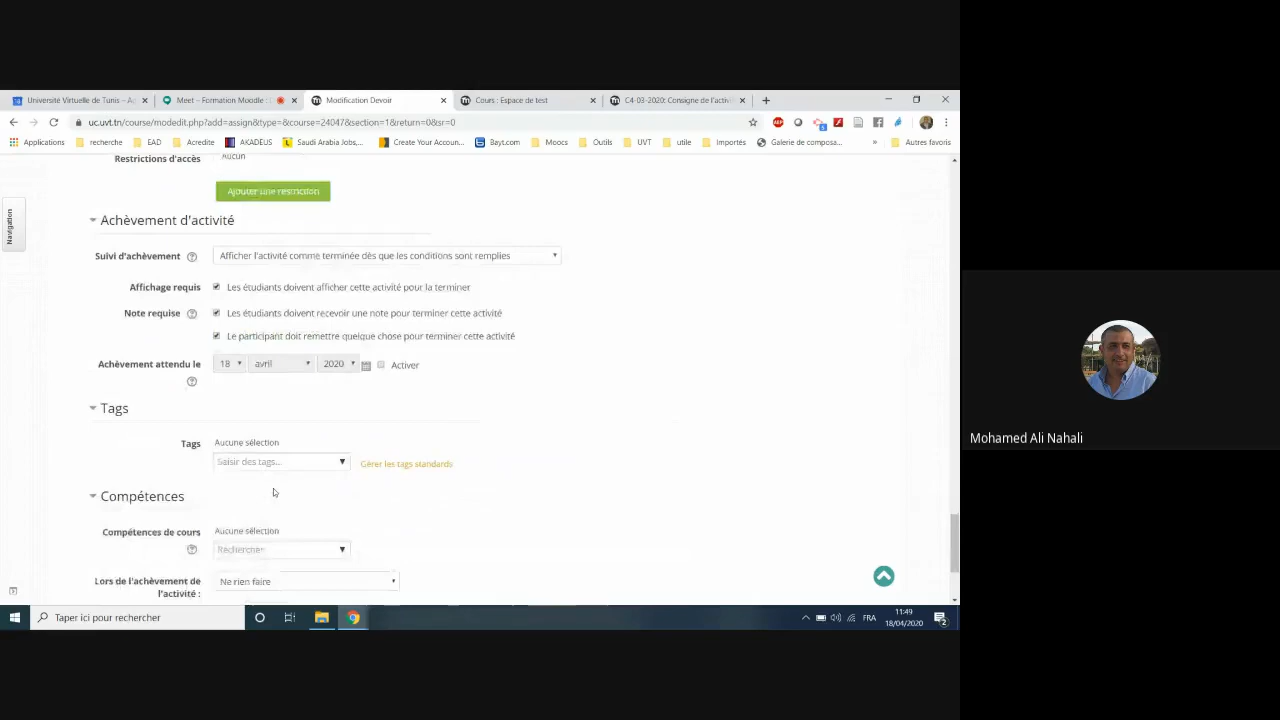 Université Virtuelle de Tunis – Ac
Meet – Formation Moodle
Modification Devoir
Cours : Espace de test
C4-03-2020: Consigne de l'activi
uc.uvt.tn/course/modedit.php?add=assign&type=&course=24047&section=1&return=0&sr=0
Applications
recherche
EAD
Acredite
AKADEUS
Saudi Arabia Jobs,...
Create Your Accoun...
Bayt.com
Moocs
Outils
UVT
utile
Importés
Galerie de composa...
»
Autres favoris
Restrictions d'accès
Aucun
Ajouter une restriction
Navigation
Achèvement d'activité
Suivi d'achèvement
Afficher l'activité comme terminée dès que les conditions sont remplies
Affichage requis
Les étudiants doivent afficher cette activité pour la terminer
Note requise
Les étudiants doivent recevoir une note pour terminer cette activité
Le participant doit remettre quelque chose pour terminer cette activité
Achèvement attendu le
18
avril
2020
Activer
Tags
Tags
Aucune sélection
Saisir des tags...
Gérer les tags standards
Compétences
Compétences de cours
Aucune sélection
Rechercher
Lors de l'achèvement de
l'activité :
Ne rien faire
Mohamed Ali Nahali
Taper ici pour rechercher
FRA
11:49
18/04/2020
2